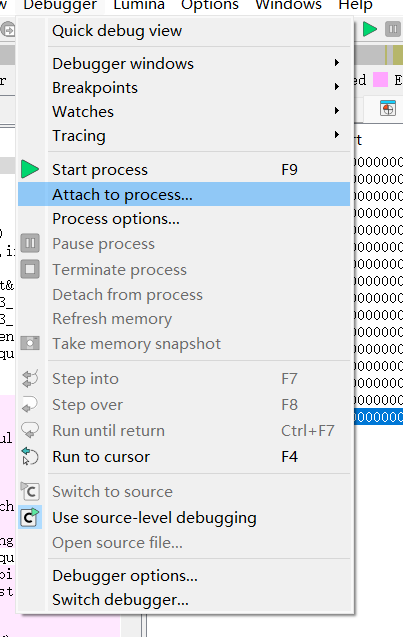 Debugger Lumina Options Windows Help
Quick debug view
Debugger windows
Breakpoints
Watches
Tracing
Start process F9
Attach to process...
Process options...
Pause process
Terminate process
Detach from process
Refresh memory
Take memory snapshot
Step into F7
Step over F8
Run until return Ctrl+F7
Run to cursor F4
Switch to source
Use source-level debugging
Open source file...
Debugger options...
Switch debugger...